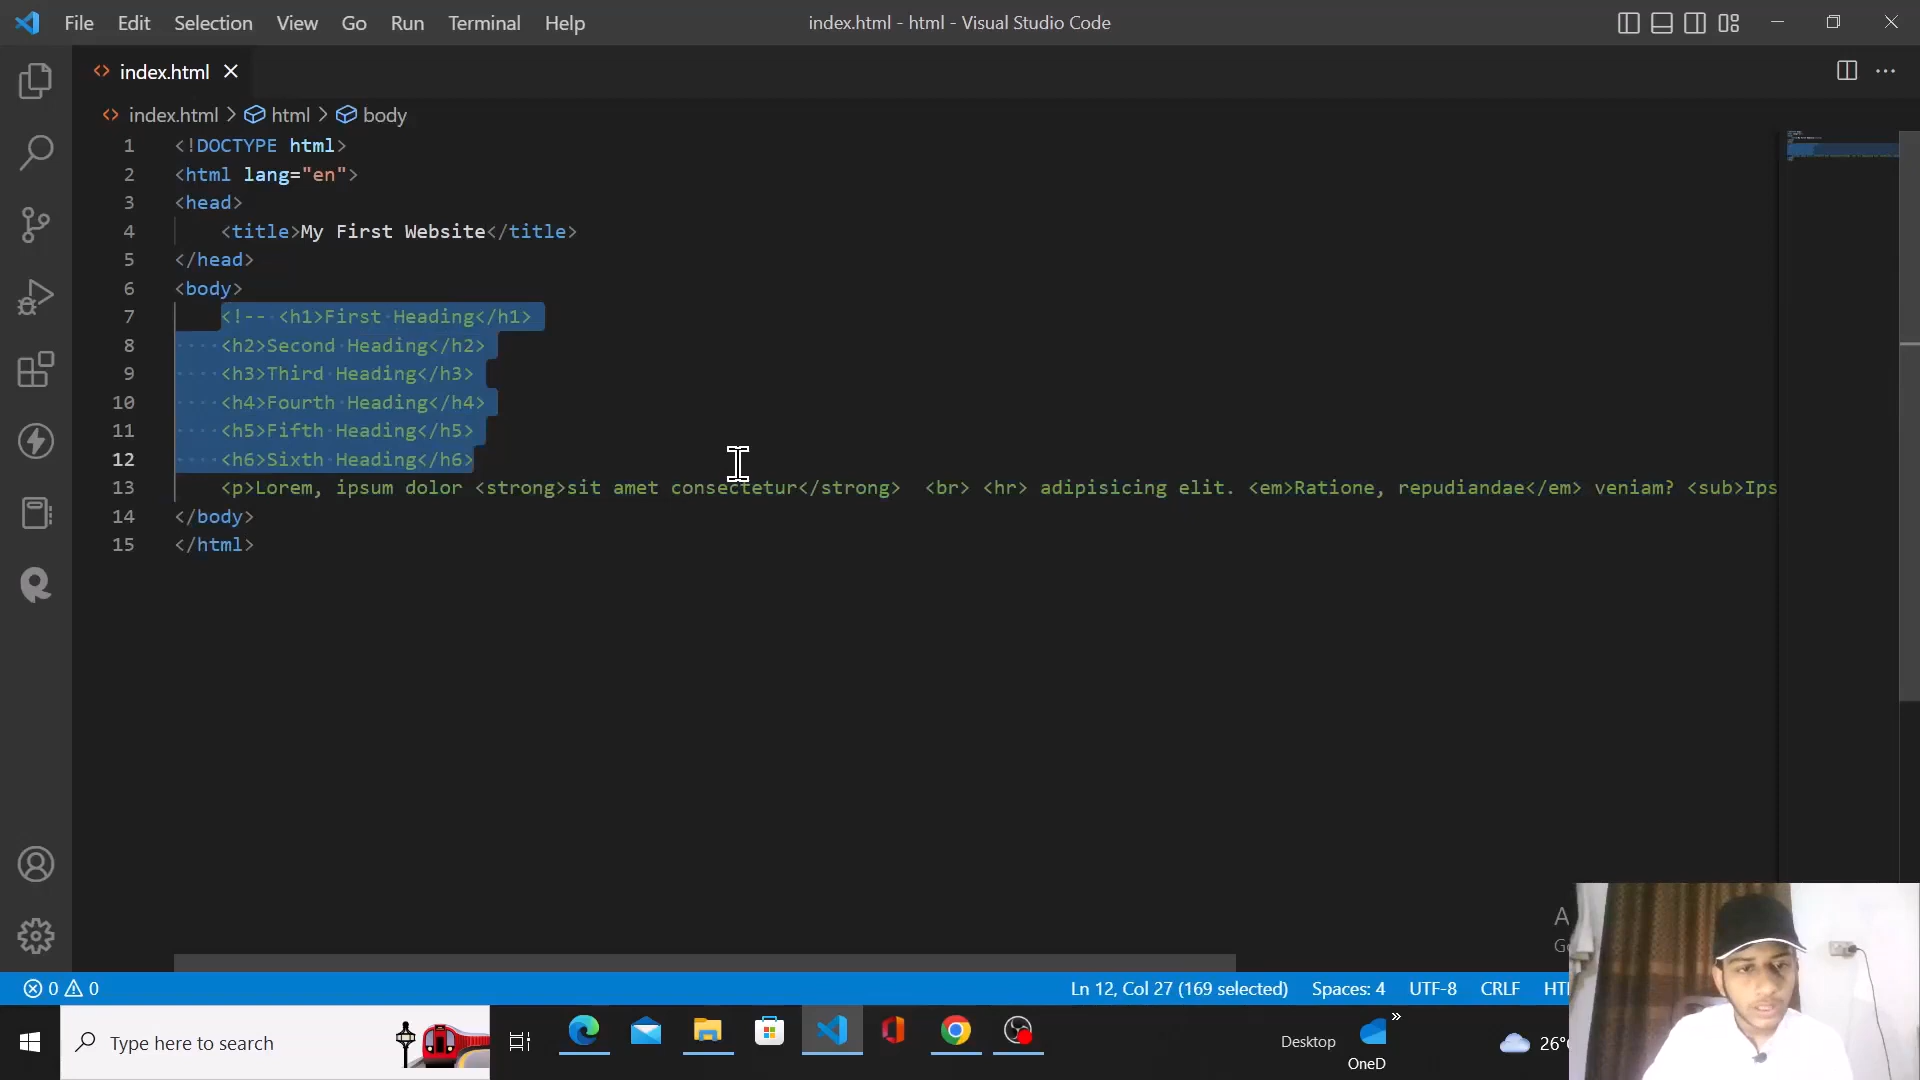 File Edit Selection View Go Run Terminal Help index.html - html - Visual Studio Code
index.html
index.html > html > body
1 <!DOCTYPE html>
2 <html lang="en">
3 <head>
4 <title>My First Website</title>
5 </head>
6 <body>
7 <!-- <h1>First Heading</h1>
8 <h2>Second Heading</h2>
9 <h3>Third Heading</h3>
10 <h4>Fourth Heading</h4>
11 <h5>Fifth Heading</h5>
12 <h6>Sixth Heading</h6>
13 <p>Lorem, ipsum dolor <strong>sit amet consectetur</strong> <br> <hr> adipisicing elit. <em>Ratione, repudiandae</em> veniam? <sub>Ips
14 </body>
15 </html>
A
Go
0 0 Ln 12, Col 27 (169 selected) Spaces: 4 UTF-8 CRLF HT
Type here to search Desktop » 26°
OneD